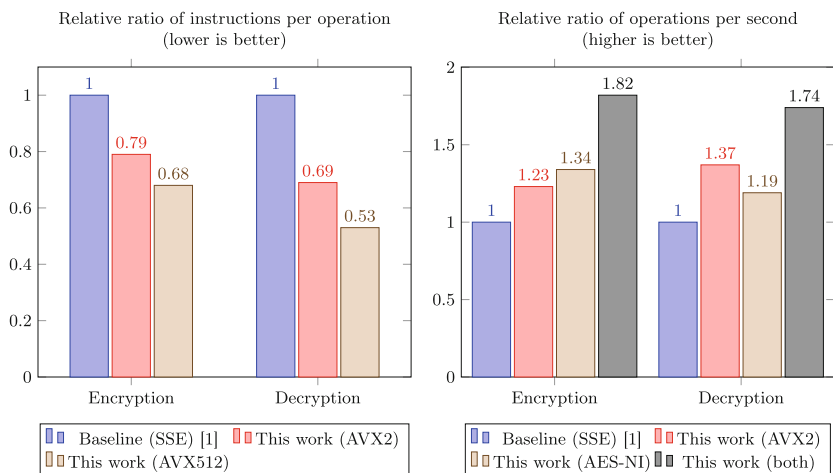 Relative ratio of instructions per operation
(lower is better)
1
0.8
0.6
0.4
0.2
0
1
0.79
0.68
1
0.69
0.53
Encryption
Decryption
Baseline (SSE) [1]
This work (AVX2)
This work (AVX512)
Relative ratio of operations per second
(higher is better)
2
1.5
1
0.5
0
1
1.23
1.34
1.82
1
1.37
1.19
1.74
Encryption
Decryption
Baseline (SSE) [1]
This work (AVX2)
This work (AES-NI)
This work (both)